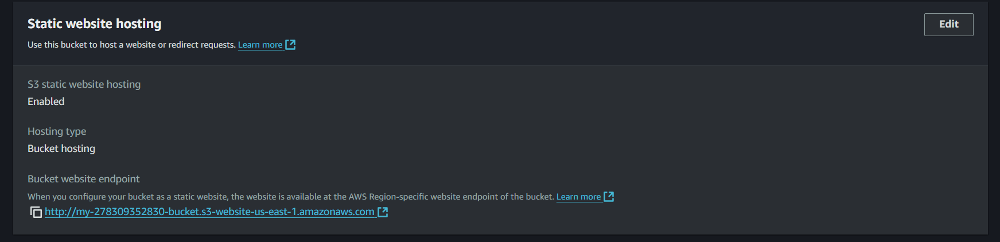 Static website hosting
Edit
Use this bucket to host a website or redirect requests. Learn more
S3 static website hosting
Enabled
Hosting type
Bucket hosting
Bucket website endpoint
When you configure your bucket as a static website, the website is available at the AWS Region-specific website endpoint of the bucket. Learn more
http://my-278309352830-bucket.s3-website-us-east-1.amazonaws.com